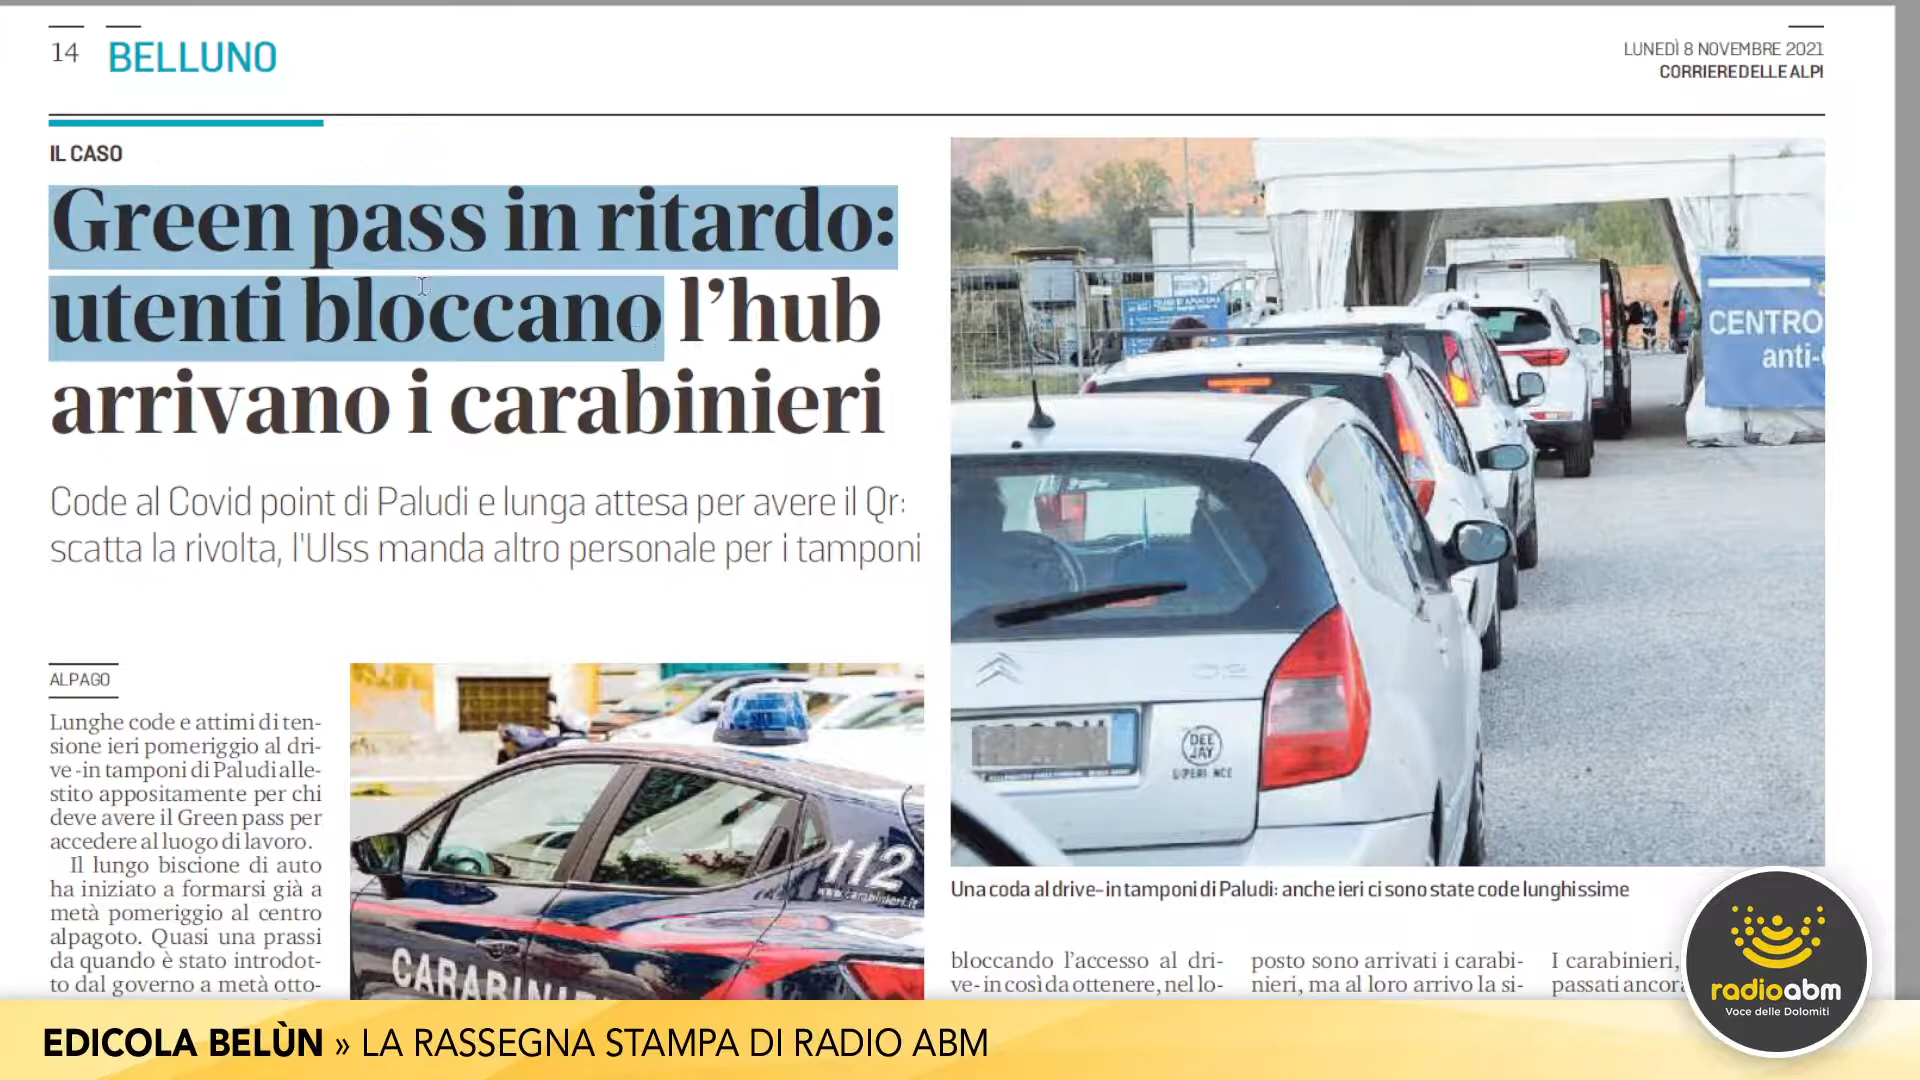 14 BELLUNO
LUNEDÌ 8 NOVEMBRE 2021
CORRIERE DELLE ALPI
IL CASO
Green pass in ritardo:
utenti bloccano l’hub
arrivano i carabinieri
Code al Covid point di Paludi e lunga attesa per avere il Qr:
scatta la rivolta, l'Ulss manda altro personale per i tamponi
ALPAGO
Lunghe code e attimi di ten-
sione ieri pomeriggio al dri-
ve-in tamponi di Paludi alle-
stito appositamente per chi
deve avere il Green pass per
accedere al luogo di lavoro.
Il lungo biscione di auto
ha iniziato a formarsi già a
metà pomeriggio al centro
alpagoto. Quasi una prassi
da quando è stato introdot-
to dal governo a metà otto-
112
www.carabinieri.it
CARABINIE
CENTRO
anti-
C2
DEE
JAY
Una coda al drive-in tamponi di Paludi: anche ieri ci sono state code lunghissime
bloccando l’accesso al dri-
ve-in così da ottenere, nel lo-
posto sono arrivati i carabi-
nieri, ma al loro arrivo la si-
I carabinieri,
passati ancora
radioabm
Voce delle Dolomiti
EDICOLA BELÙN » LA RASSEGNA STAMPA DI RADIO ABM